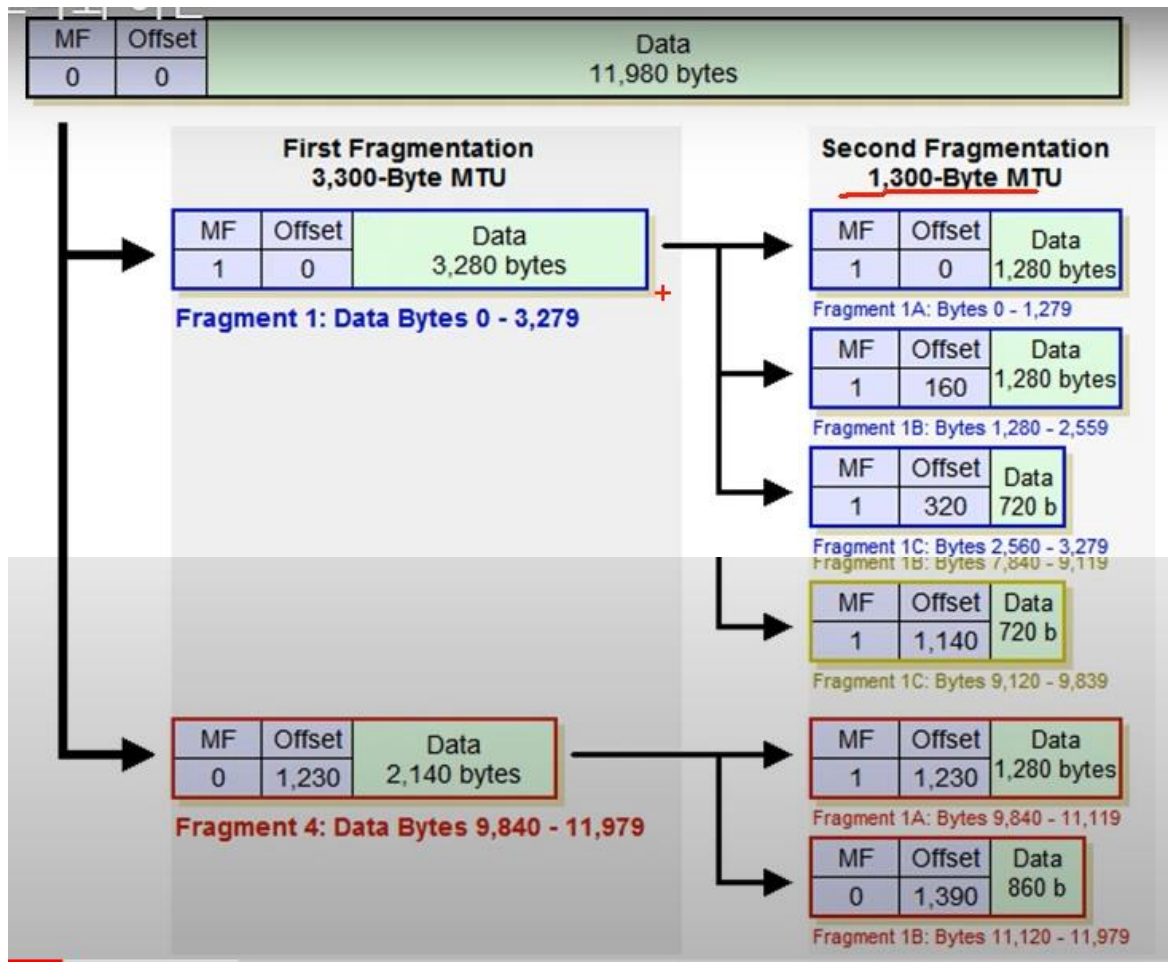 MF Offset Data
0 0 11,980 bytes
First Fragmentation
3,300-Byte MTU
MF Offset Data
1 0 3,280 bytes
Fragment 1: Data Bytes 0 - 3,279
Second Fragmentation
1,300-Byte MTU
MF Offset Data
1 0 1,280 bytes
Fragment 1A: Bytes 0 - 1,279
MF Offset Data
1 160 1,280 bytes
Fragment 1B: Bytes 1,280 - 2,559
MF Offset Data
1 320 720 b
Fragment 1C: Bytes 2,560 - 3,279
Fragment 1B: Bytes 7,840 - 9,119
MF Offset Data
1 1,140 720 b
Fragment 1C: Bytes 9,120 - 9,839
MF Offset Data
0 1,230 2,140 bytes
Fragment 4: Data Bytes 9,840 - 11,979
MF Offset Data
1 1,230 1,280 bytes
Fragment 1A: Bytes 9,840 - 11,119
MF Offset Data
0 1,390 860 b
Fragment 1B: Bytes 11,120 - 11,979